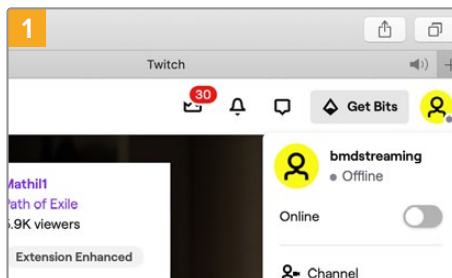 1
Twitch
30
Get Bits
bmdstreaming
Offline
Mathil1
Path of Exile
.9K viewers
Online
Extension Enhanced
Channel